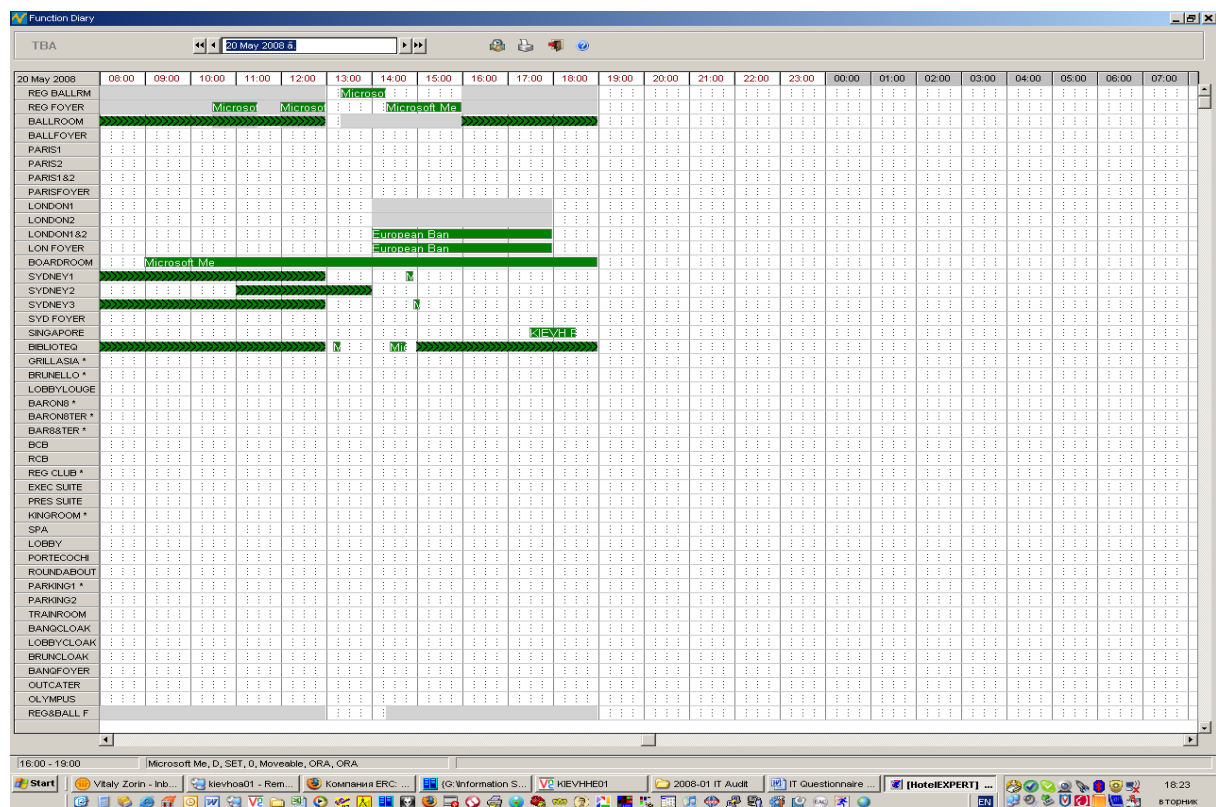 Function Diary
TBA
20 May 2008 г.
20 May 2008 08:00 09:00 10:00 11:00 12:00 13:00 14:00 15:00 16:00 17:00 18:00 19:00 20:00 21:00 22:00 23:00 00:00 01:00 02:00 03:00 04:00 05:00 06:00 07:00
REG BALLRM Microsof
REG FOYER Microsof Microsof Microsoft Me
BALLROOM
BALLFOYER
PARIS1
PARIS2
PARIS1&2
PARISFOYER
LONDON1
LONDON2
LONDON1&2 European Ban
LON FOYER European Ban
BOARDROOM Microsoft Me
SYDNEY1 M
SYDNEY2
SYDNEY3
SYD FOYER
SINGAPORE KIEVH F
BIBLIOTEQ M Mic
GRILLASIA *
BRUNELLO *
LOBBYLOUGE
BARON8 *
BARON8TER *
BAR8&TER *
BCB
RCB
REG CLUB *
EXEC SUITE
PRES SUITE
KINGROOM *
SPA
LOBBY
PORTECOCHI
ROUNDABOUT
PARKING1 *
PARKING2
TRAINROOM
BANQCLOAK
LOBBYCLOAK
BRUNCLOAK
BANQFOYER
OUTCATER
OLYMPUS
REG&BALL F
16:00 - 19:00 Microsoft Me, D, SET, 0, Moveable, ORA, ORA
Start Vitaly Zorin - Inb... kievhoa01 - Rem... Компания ERC: ... (G:\Information S... KIEVHHE01 2008-01 IT Audit IT Questionnaire ... [HotelEXPERT] ... 18:23
EN вторник